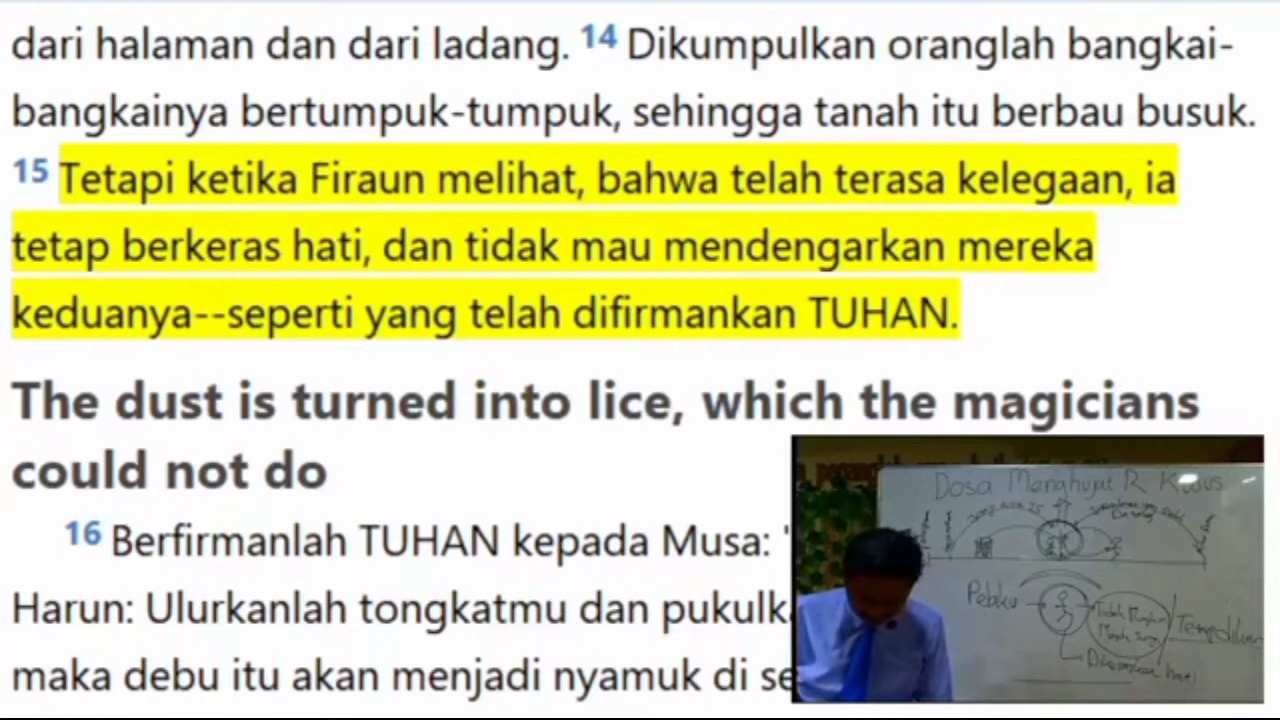 dari halaman dan dari ladang. 14 Dikumpulkan oranglah bangkai-
bangkainya bertumpuk-tumpuk, sehingga tanah itu berbau busuk.
15 Tetapi ketika Firaun melihat, bahwa telah terasa kelegaan, ia
tetap berkeras hati, dan tidak mau mendengarkan mereka
keduanya--seperti yang telah difirmankan TUHAN.
The dust is turned into lice, which the magicians
could not do
16 Berfirmanlah TUHAN kepada Musa: "
Harun: Ulurkanlah tongkatmu dan
maka debu itu akan menjadi nyamuk di
Dosa Menghujat R Kudus